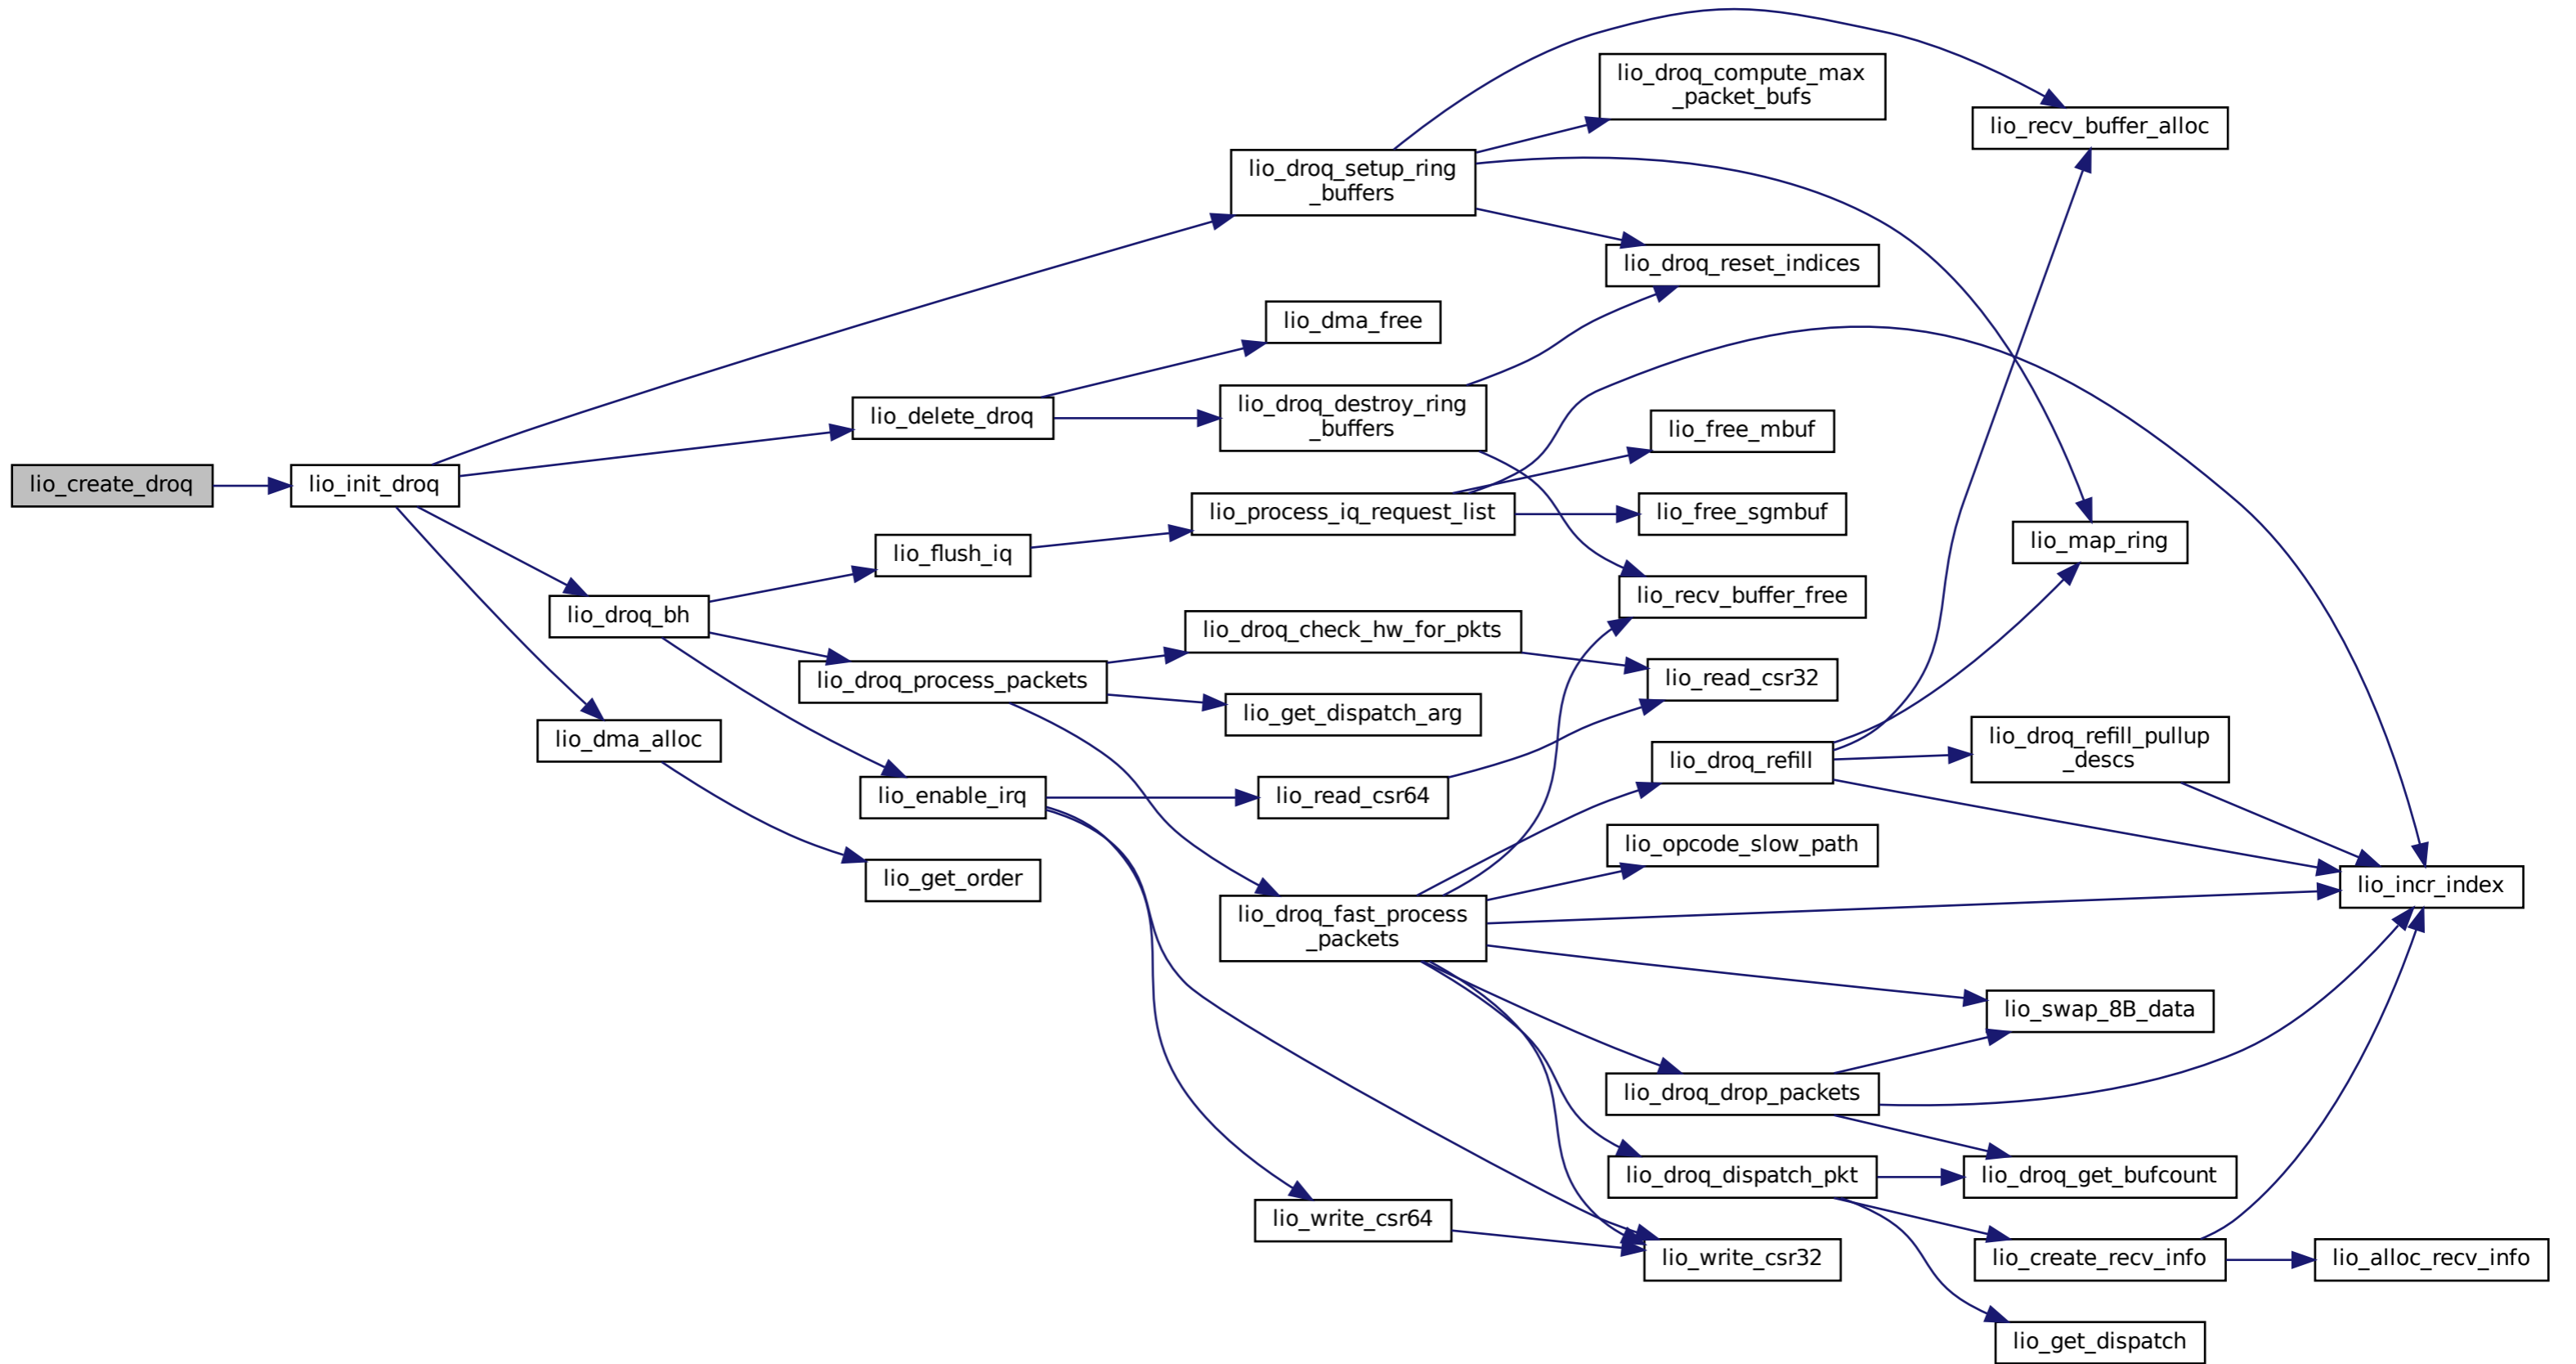 lio_create_droq
lio_init_droq
lio_droq_setup_ring
_buffers
lio_delete_droq
lio_droq_bh
lio_dma_alloc
lio_droq_compute_max
_packet_bufs
lio_recv_buffer_alloc
lio_droq_reset_indices
lio_map_ring
lio_dma_free
lio_droq_destroy_ring
_buffers
lio_recv_buffer_free
lio_flush_iq
lio_process_iq_request_list
lio_free_mbuf
lio_free_sgmbuf
lio_droq_process_packets
lio_droq_check_hw_for_pkts
lio_read_csr32
lio_get_dispatch_arg
lio_enable_irq
lio_read_csr64
lio_get_order
lio_droq_fast_process
_packets
lio_droq_refill
lio_droq_refill_pullup
_descs
lio_opcode_slow_path
lio_incr_index
lio_swap_8B_data
lio_droq_drop_packets
lio_droq_dispatch_pkt
lio_droq_get_bufcount
lio_write_csr64
lio_write_csr32
lio_create_recv_info
lio_alloc_recv_info
lio_get_dispatch